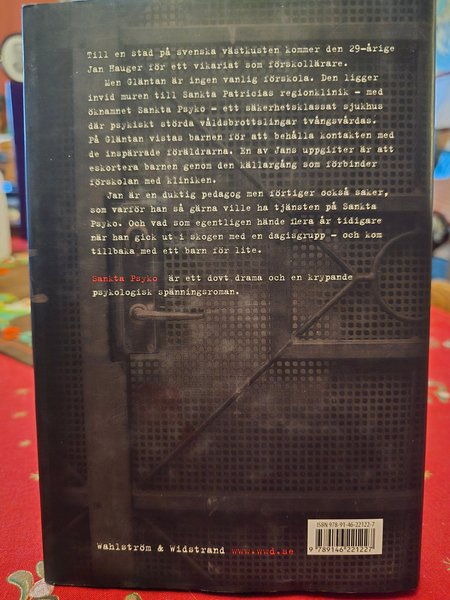 Till en stad på svenska västkusten kommer den 29-årige
Jan Hauger för ett vikariat som förskollärare.
Men Gläntan är ingen vanlig förskola. Den ligger
invid muren till Sankta Patricias regionklinik – med
öknamnet Sankta Psyko – ett säkerhetsklassat sjukhus
där psykiskt störda våldsbrottslingar tvångsvårdas.
På Gläntan vistas barnen för att behålla kontakten med
de inspärrade föräldrarna. En av Jans uppgifter är att
eskortera barnen genom den källargång som förbinder
förskolan med kliniken.
Jan är en duktig pedagog men förtiger också saker,
som varför han så gärna ville ha tjänsten på Sankta
Psyko. Och vad som egentligen hände flera år tidigare
när han gick ut i skogen med en dagisgrupp – och kom
tillbaka med ett barn för lite.
Sankta Psyko är ett dovt drama och en krypande
psykologisk spänningsroman.
ISBN 978-91-46-22122-7
9 789146 221227
Wahlström & Widstrand www.wwd.se